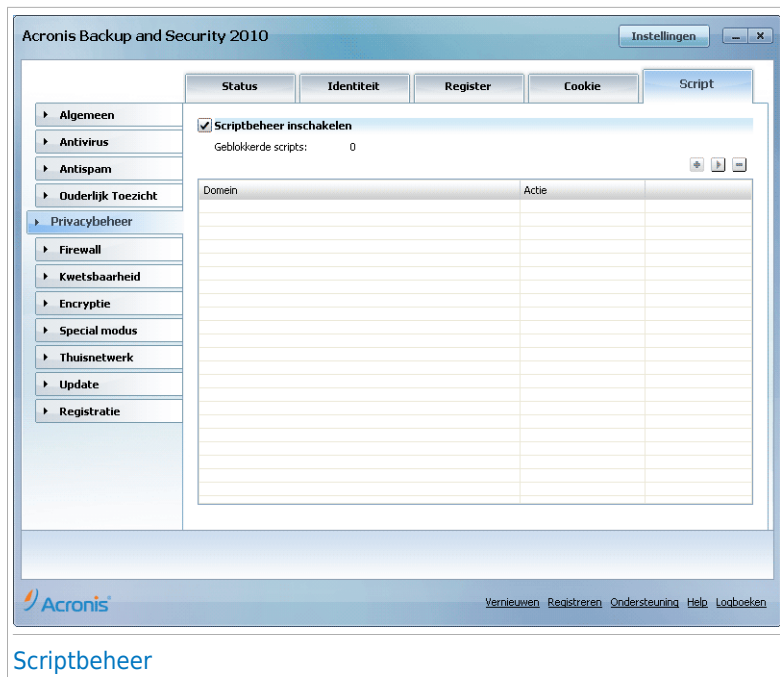 Acronis Backup and Security 2010
Instellingen
Status
Identiteit
Register
Cookie
Script
Algemeen
Antivirus
Antispam
Ouderlijk Toezicht
Privacybeheer
Firewall
Kwetsbaarheid
Encryptie
Special modus
Thuisnetwerk
Update
Registratie
Scriptbeheer inschakelen
Geblokkerde scripts: 0
Domein Actie
Acronis
Vernieuwen Registreren Ondersteuning Help Logboeken
Scriptbeheer